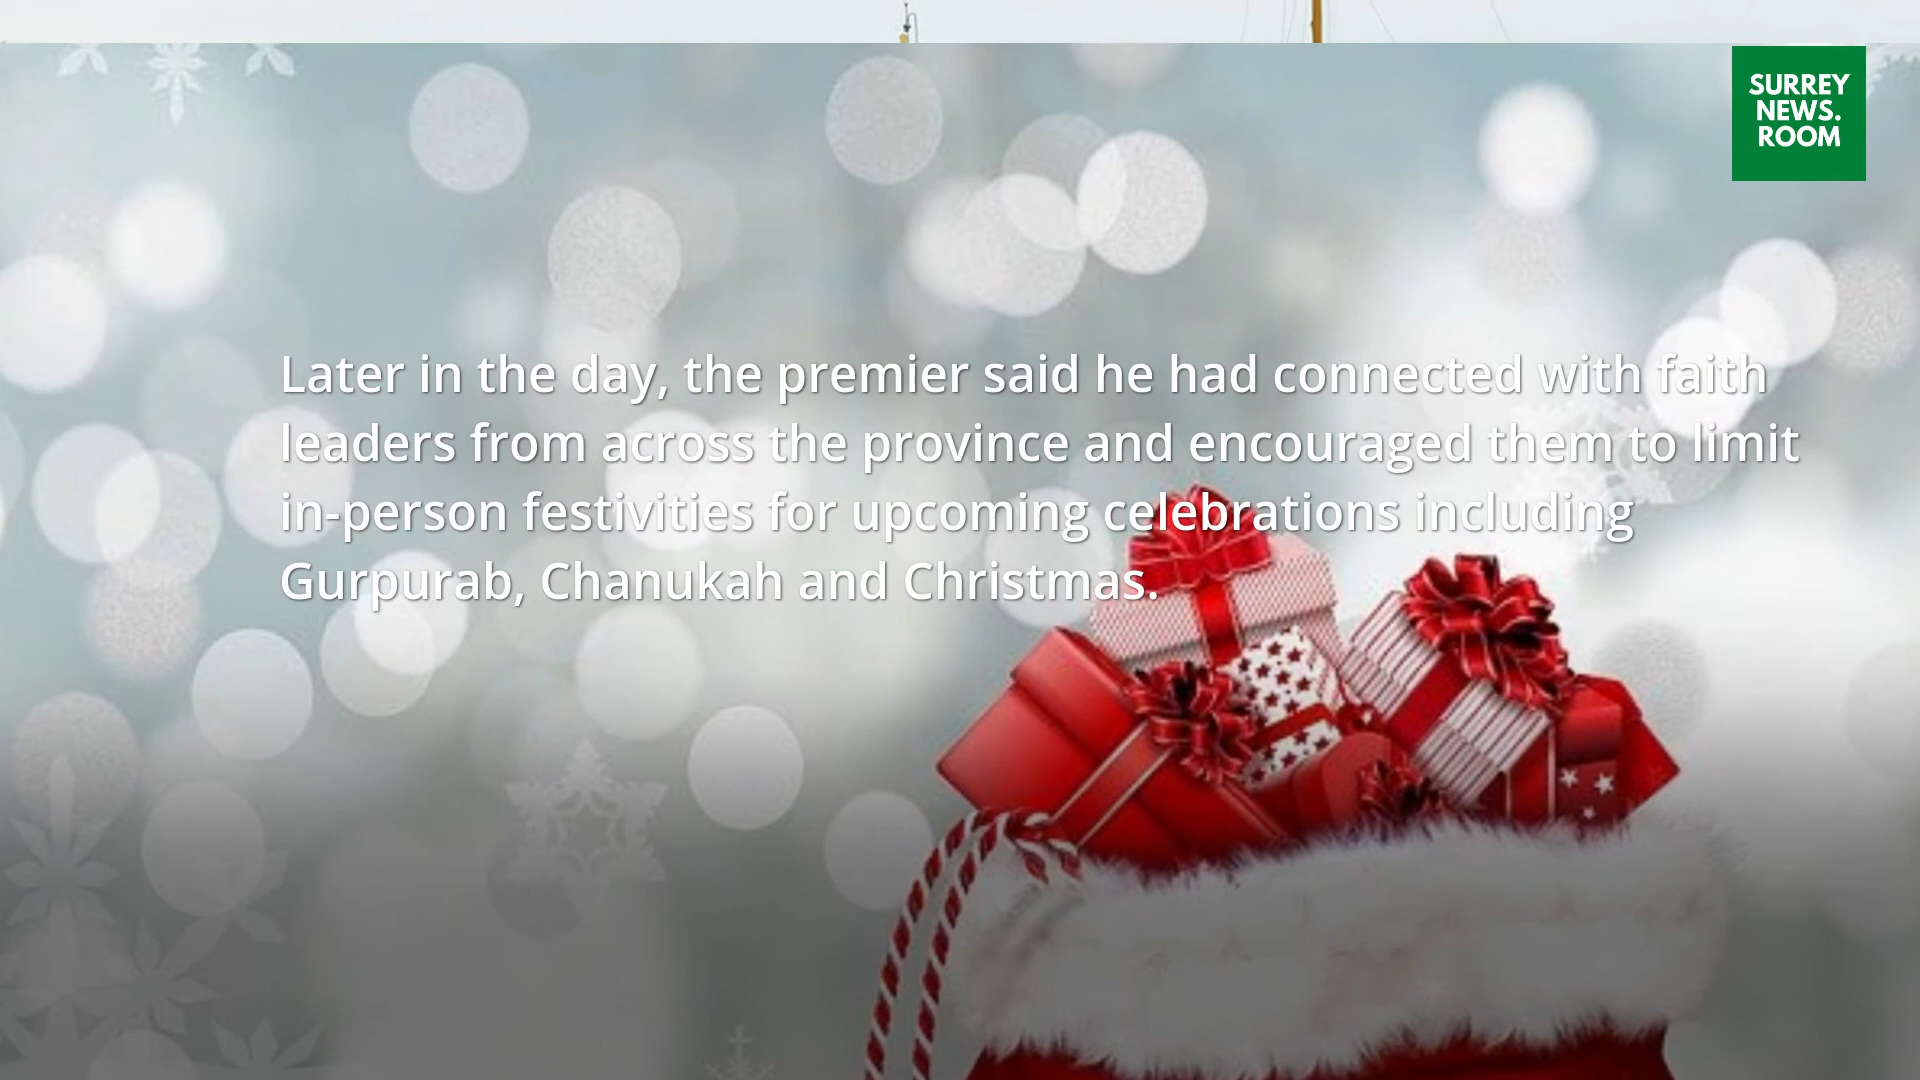 SURREY
NEWS.
ROOM
Later in the day, the premier said he had connected with faith
leaders from across the province and encouraged them to limit
in-person festivities for upcoming celebrations including
Gurpurab, Chanukah and Christmas.